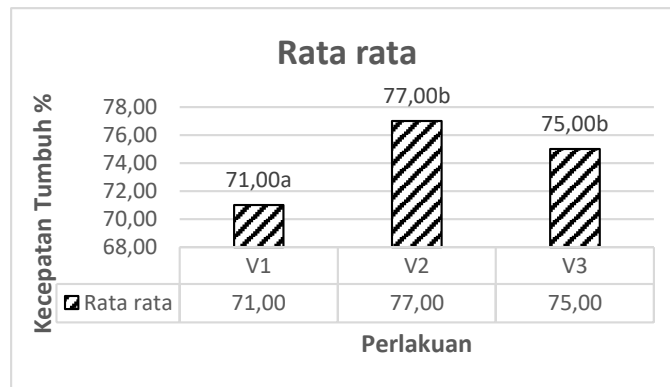 Rata rata
Kecepatan Tumbuh %
78,00
76,00
74,00
72,00
70,00
68,00
71,00a
77,00b
75,00b
V1 V2 V3
Rata rata 71,00 77,00 75,00
Perlakuan